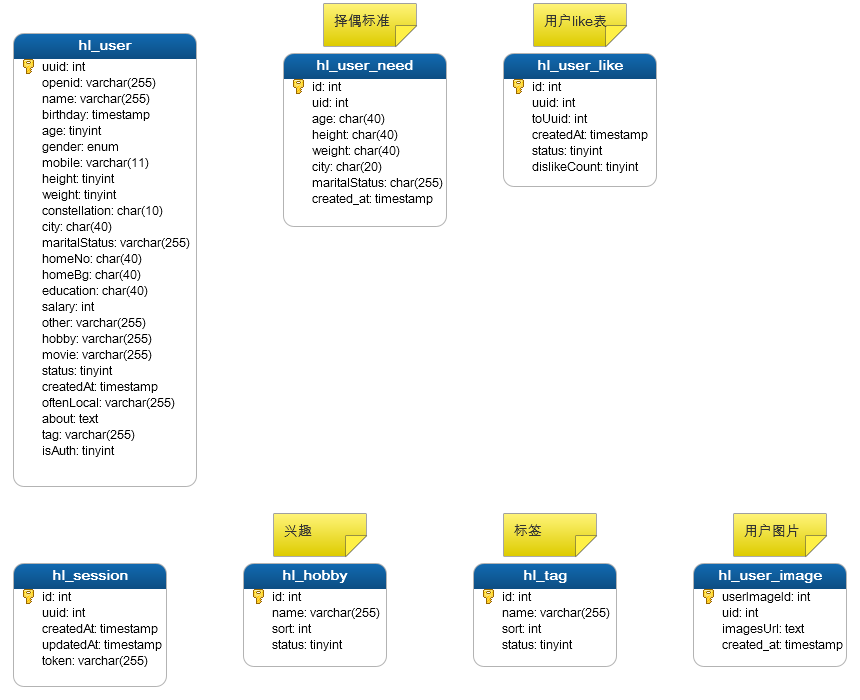 hl_user
uuid: int
openid: varchar(255)
name: varchar(255)
birthday: timestamp
age: tinyint
gender: enum
mobile: varchar(11)
height: tinyint
weight: tinyint
constellation: char(10)
city: char(40)
maritalStatus: varchar(255)
homeNo: char(40)
homeBg: char(40)
education: char(40)
salary: int
other: varchar(255)
hobby: varchar(255)
movie: varchar(255)
status: tinyint
createdAt: timestamp
oftenLocal: varchar(255)
about: text
tag: varchar(255)
isAuth: tinyint
择偶标准
hl_user_need
id: int
uid: int
age: char(40)
height: char(40)
weight: char(40)
city: char(20)
maritalStatus: char(255)
created_at: timestamp
用户like表
hl_user_like
id: int
uuid: int
toUuid: int
createdAt: timestamp
status: tinyint
dislikeCount: tinyint
hl_session
id: int
uuid: int
createdAt: timestamp
updatedAt: timestamp
token: varchar(255)
兴趣
hl_hobby
id: int
name: varchar(255)
sort: int
status: tinyint
标签
hl_tag
id: int
name: varchar(255)
sort: int
status: tinyint
用户图片
hl_user_image
userImageId: int
uid: int
imagesUrl: text
created_at: timestamp